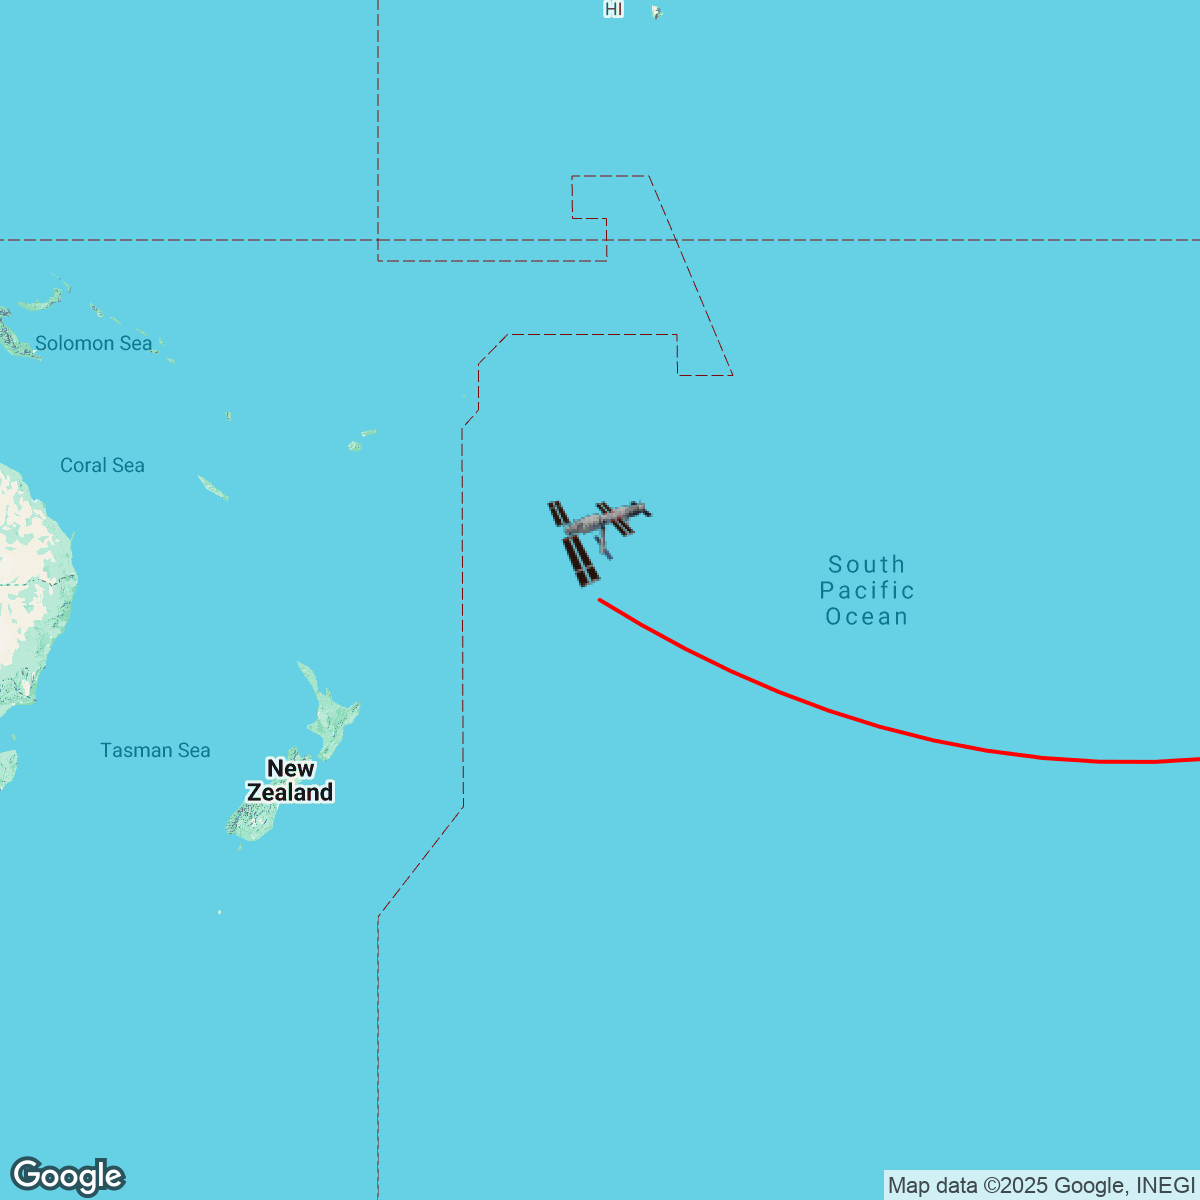 HI
Solomon Sea
Coral Sea
South
Pacific
Ocean
Tasman Sea
New
Zealand
Google
Map data ©2025 Google, INEGI